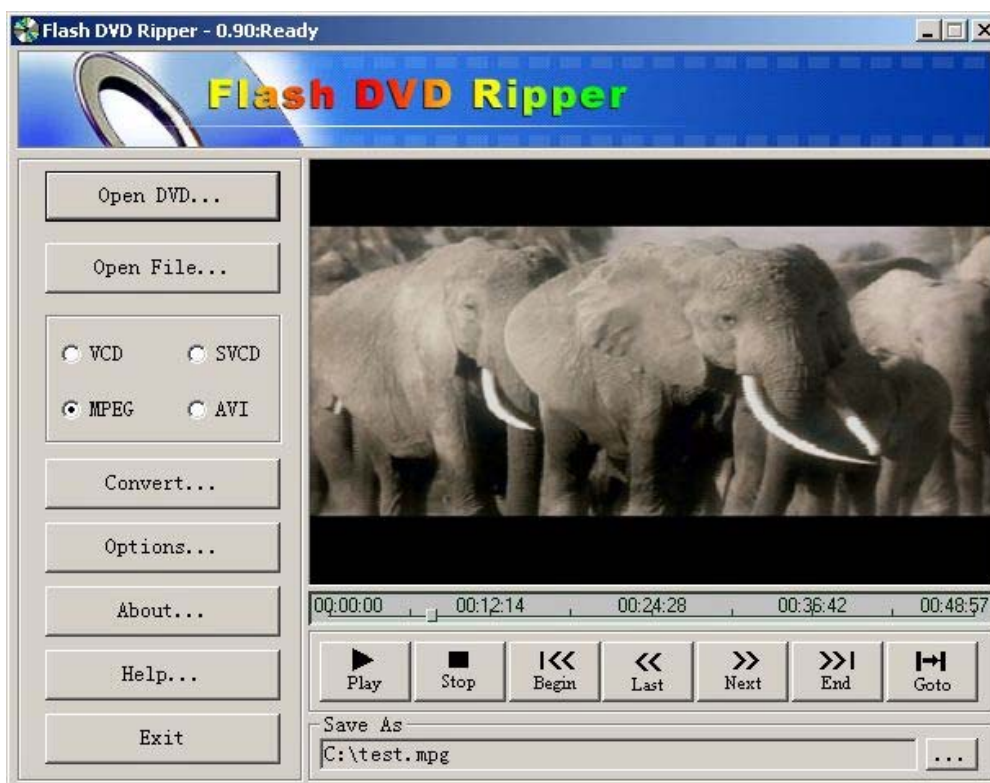 Flash DVD Ripper - 0.90:Ready
Flash DVD Ripper
Open DVD...
Open File...
VCD SVCD
MPEG AVI
Convert...
Options...
About...
Help...
Exit
00:00:00 00:12:14 00:24:28 00:36:42 00:48:57
Play Stop Begin Last Next End Goto
Save As
C:\test.mpg ...